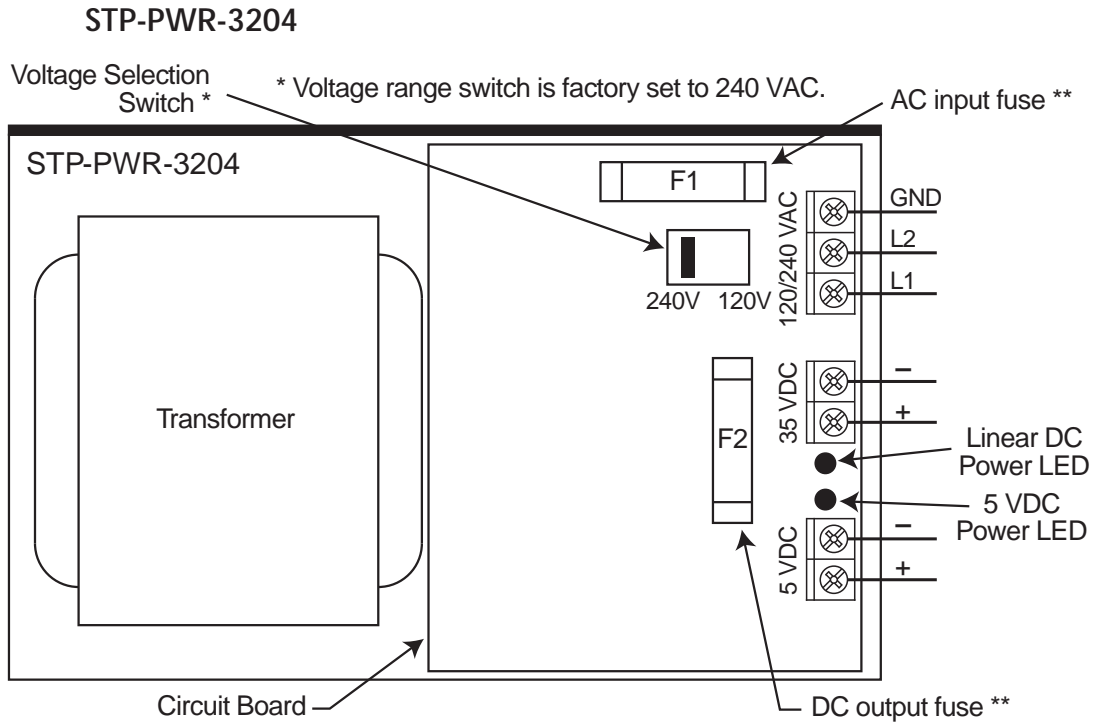 STP-PWR-3204
Voltage Selection
Switch *
* Voltage range switch is factory set to 240 VAC.
AC input fuse **
STP-PWR-3204
F1
120/240 VAC
GND
L2
L1
240V 120V
Transformer
F2
35 VDC
–
+
Linear DC
Power LED
5 VDC
Power LED
5 VDC
–
+
Circuit Board
DC output fuse **